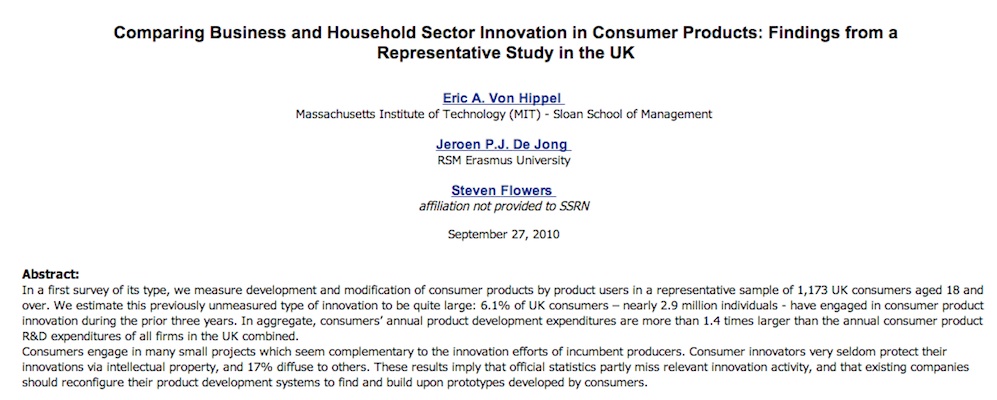 Comparing Business and Household Sector Innovation in Consumer Products: Findings from a
Representative Study in the UK
Eric A. Von Hippel
Massachusetts Institute of Technology (MIT) - Sloan School of Management
Jeroen P.J. De Jong
RSM Erasmus University
Steven Flowers
affiliation not provided to SSRN
September 27, 2010
Abstract:
In a first survey of its type, we measure development and modification of consumer products by product users in a representative sample of 1,173 UK consumers aged 18 and
over. We estimate this previously unmeasured type of innovation to be quite large: 6.1% of UK consumers – nearly 2.9 million individuals - have engaged in consumer product
innovation during the prior three years. In aggregate, consumers' annual product development expenditures are more than 1.4 times larger than the annual consumer product
R&D expenditures of all firms in the UK combined.
Consumers engage in many small projects which seem complementary to the innovation efforts of incumbent producers. Consumer innovators very seldom protect their
innovations via intellectual property, and 17% diffuse to others. These results imply that official statistics partly miss relevant innovation activity, and that existing companies
should reconfigure their product development systems to find and build upon prototypes developed by consumers.